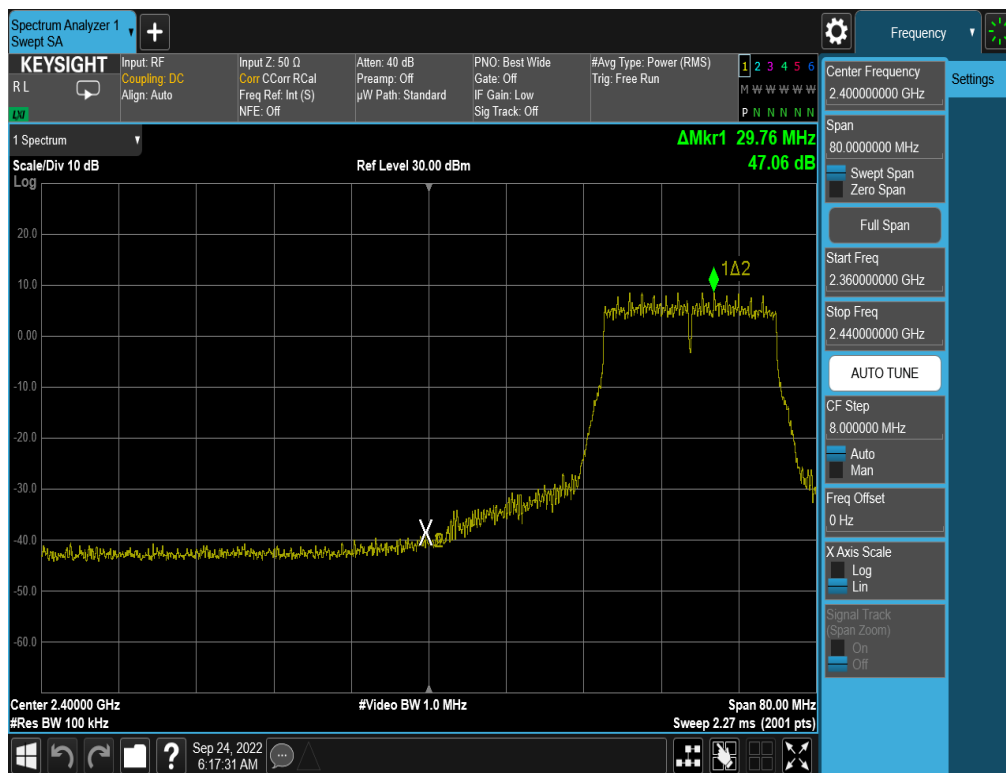 Spectrum Analyzer 1
Swept SA
Frequency
KEYSIGHT
R L
LXI
Input: RF
Coupling: DC
Align: Auto
Input Z: 50 Ω
Corr CCorr RCal
Freq Ref: Int (S)
NFE: Off
Atten: 40 dB
Preamp: Off
µW Path: Standard
PNO: Best Wide
Gate: Off
IF Gain: Low
Sig Track: Off
#Avg Type: Power (RMS)
Trig: Free Run
1 2 3 4 5 6
M W W W W W
P N N N N N
Center Frequency
2.400000000 GHz
Settings
Span
80.0000000 MHz
Swept Span
Zero Span
Full Span
Start Freq
2.360000000 GHz
Stop Freq
2.440000000 GHz
AUTO TUNE
CF Step
8.000000 MHz
Auto
Man
Freq Offset
0 Hz
X Axis Scale
Log
Lin
Signal Track
(Span Zoom)
On
Off
1 Spectrum
ΔMkr1 29.76 MHz
47.06 dB
Scale/Div 10 dB
Ref Level 30.00 dBm
Log
20.0
10.0
0.00
-10.0
-20.0
-30.0
-40.0
-50.0
-60.0
1Δ2
X2
Center 2.40000 GHz
#Video BW 1.0 MHz
Span 80.00 MHz
#Res BW 100 kHz
Sweep 2.27 ms (2001 pts)
Sep 24, 2022
6:17:31 AM